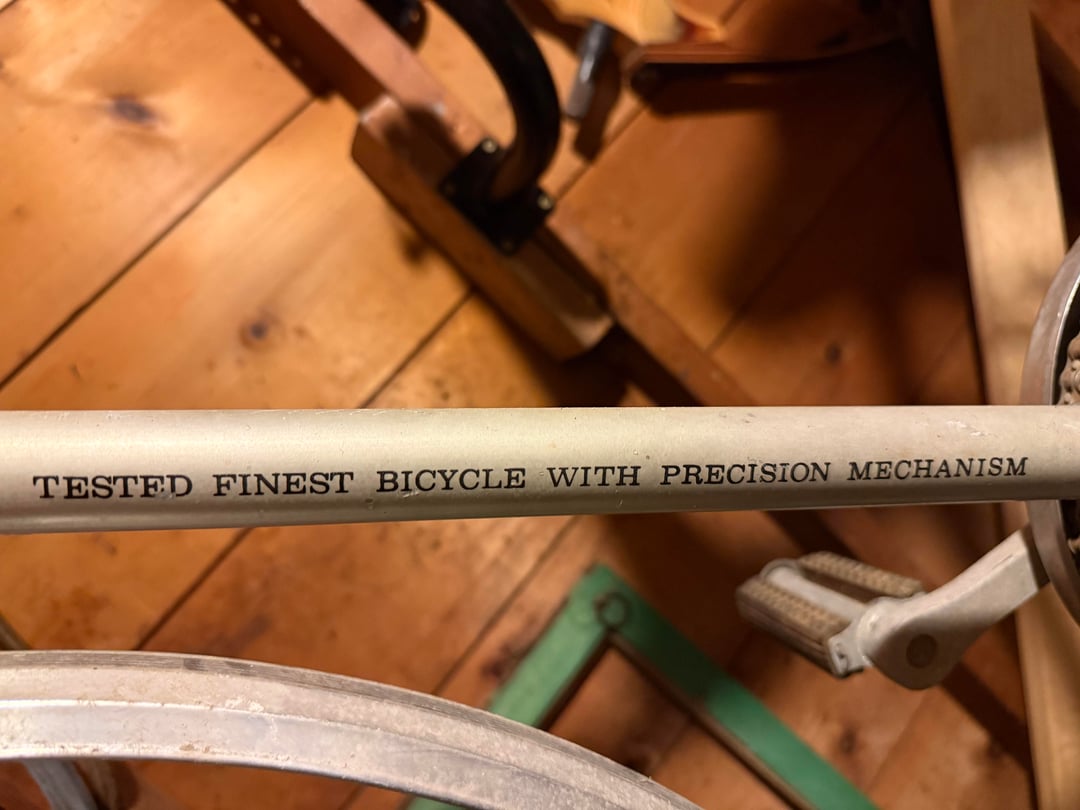 TESTED FINEST BICYCLE WITH PRECISION MECHANISM